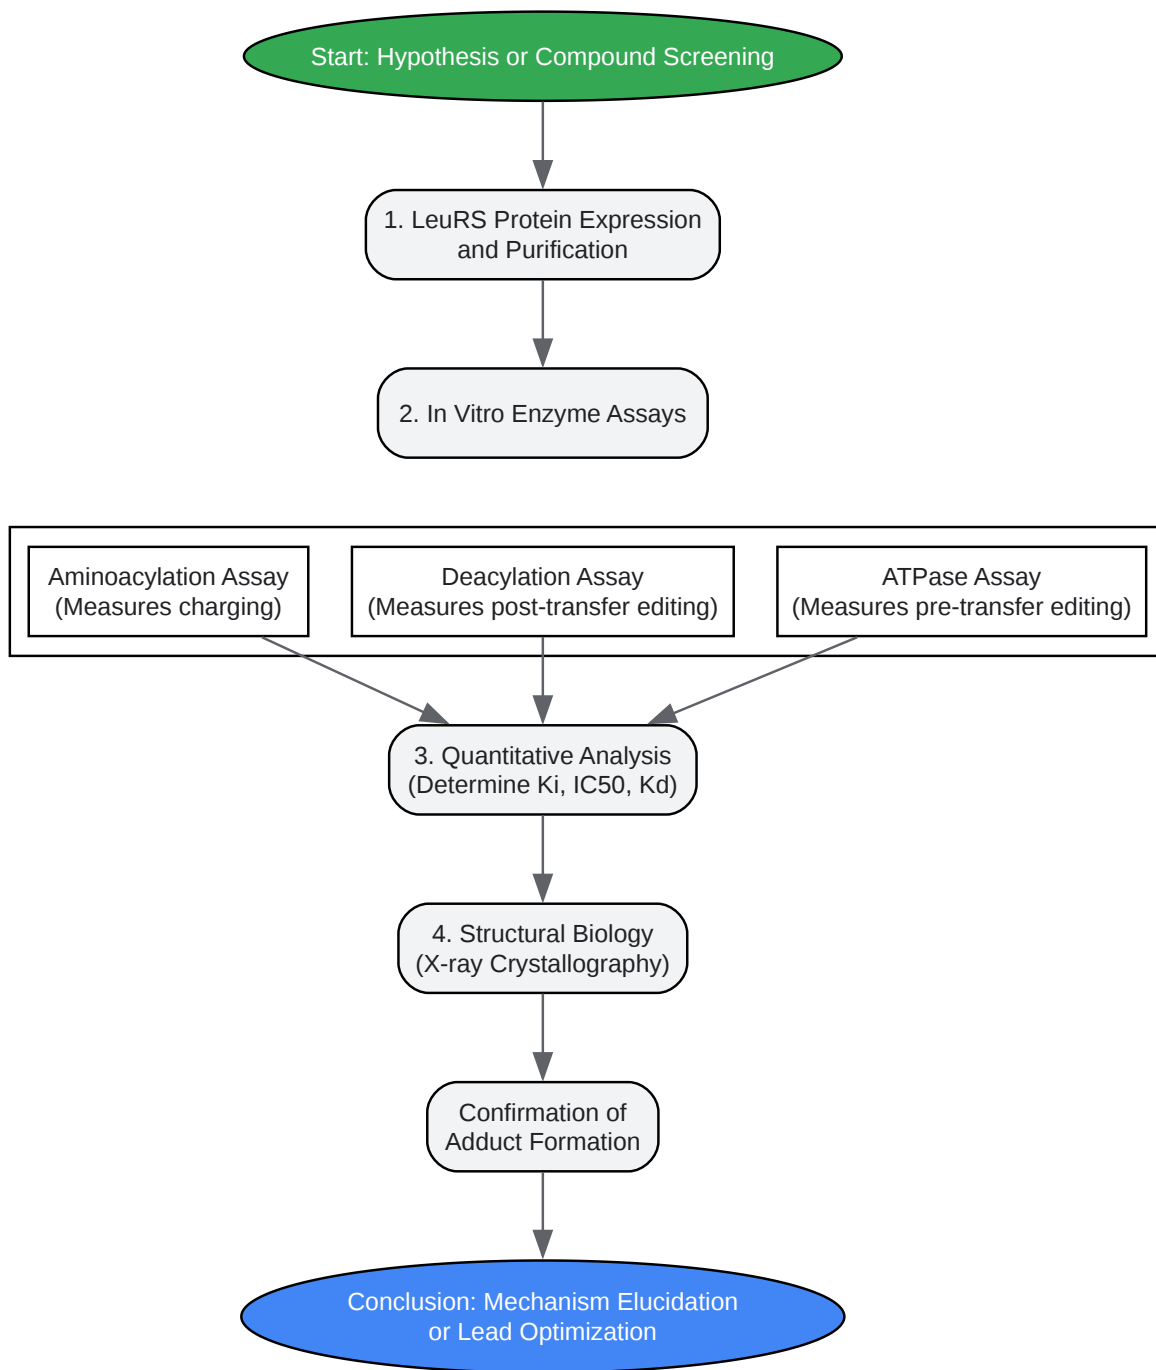 Start: Hypothesis or Compound Screening
1. LeuRS Protein Expression
and Purification
2. In Vitro Enzyme Assays
Aminoacylation Assay
(Measures charging)
Deacylation Assay
(Measures post-transfer editing)
ATPase Assay
(Measures pre-transfer editing)
3. Quantitative Analysis
(Determine Ki, IC50, Kd)
4. Structural Biology
(X-ray Crystallography)
Confirmation of
Adduct Formation
Conclusion: Mechanism Elucidation
or Lead Optimization